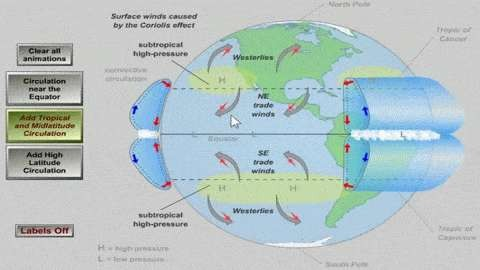 Surface winds caused
by the Coriolis effect
North Pole
Tropic of
Cancer
Clear all
animations
subtropical
high-pressure
Westerlies
convective
circulation
H
Circulation
near the
Equator
NE
trade
winds
Add Tropical
and Midlatitude
Circulation
L
Equator
L
L
Add High
Latitude
Circulation
SE
trade
winds
H
H
subtropical
high-pressure
Westerlies
Labels Off
Tropic of
Capricorn
H = high pressure
L = low pressure
South Pole